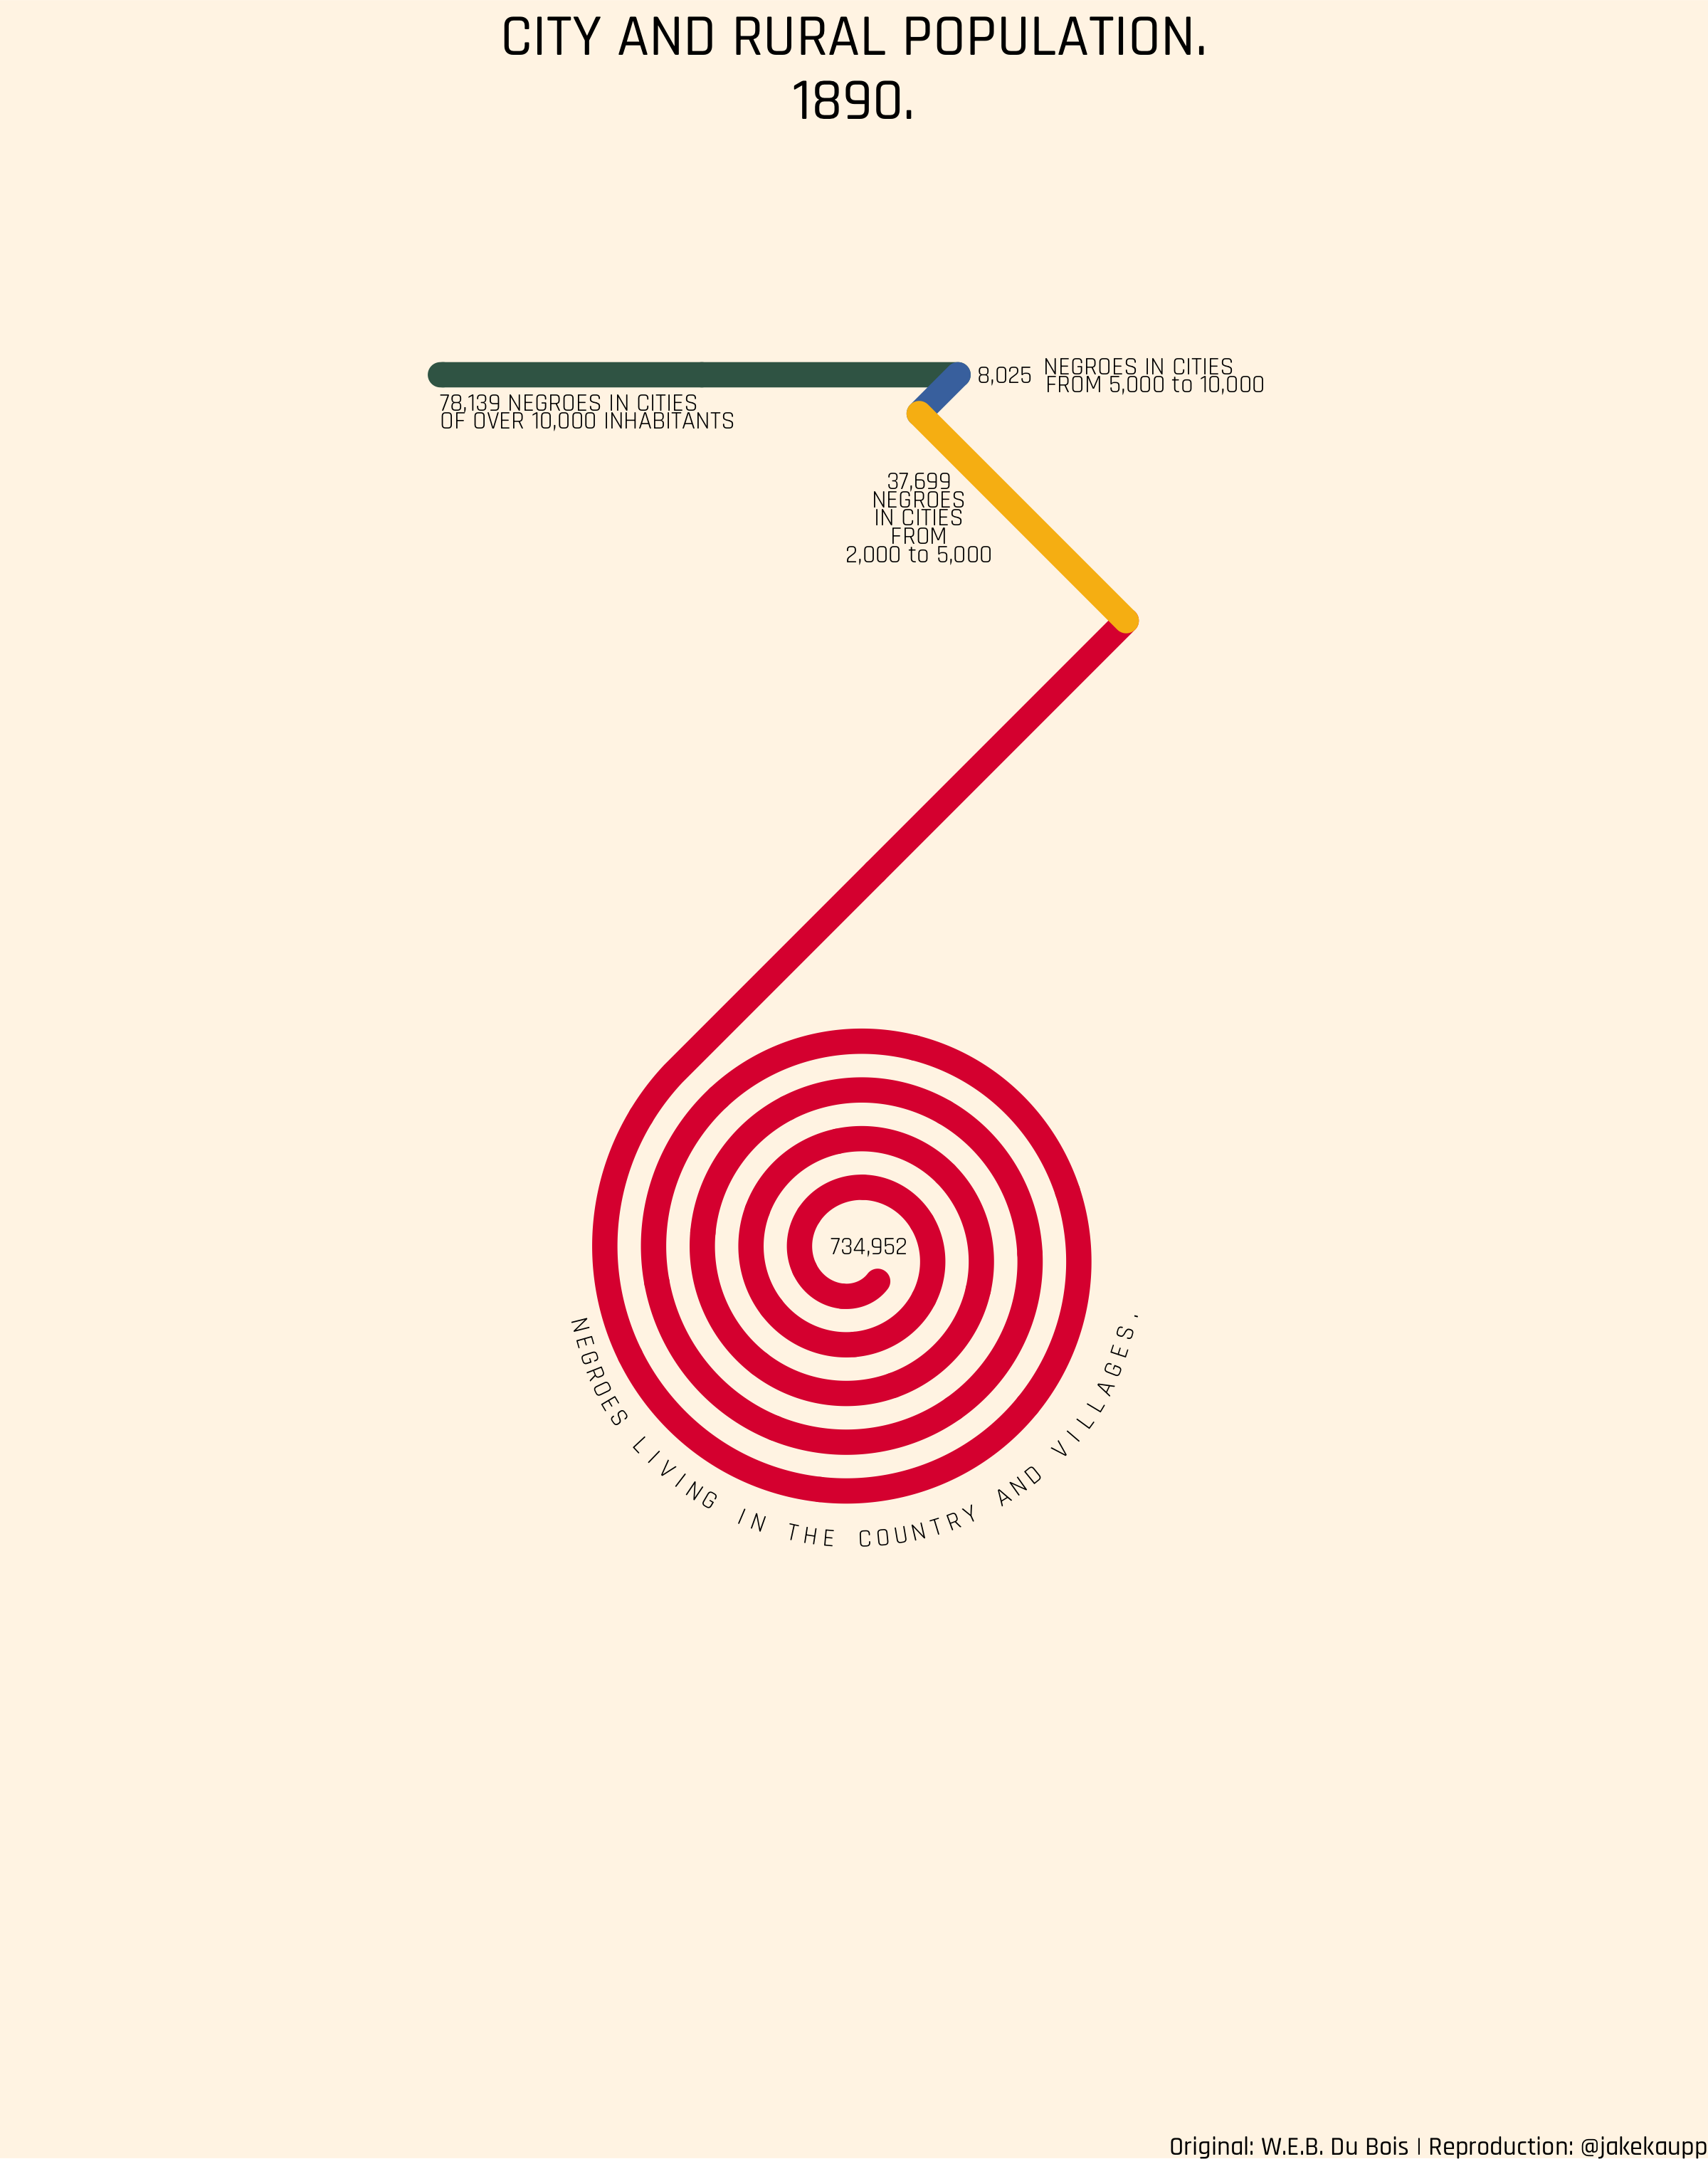 CITY AND RURAL POPULATION.
1890.
78,139 NEGROES IN CITIES
OF OVER 10,000 INHABITANTS
8,025
NEGROES IN CITIES
FROM 5,000 to 10,000
37,699
NEGROES
IN CITIES
FROM
2,000 to 5,000
734,952
NEGROES LIVING IN THE COUNTRY AND VILLAGES.
Original: W.E.B. Du Bois | Reproduction: @jakekaupp